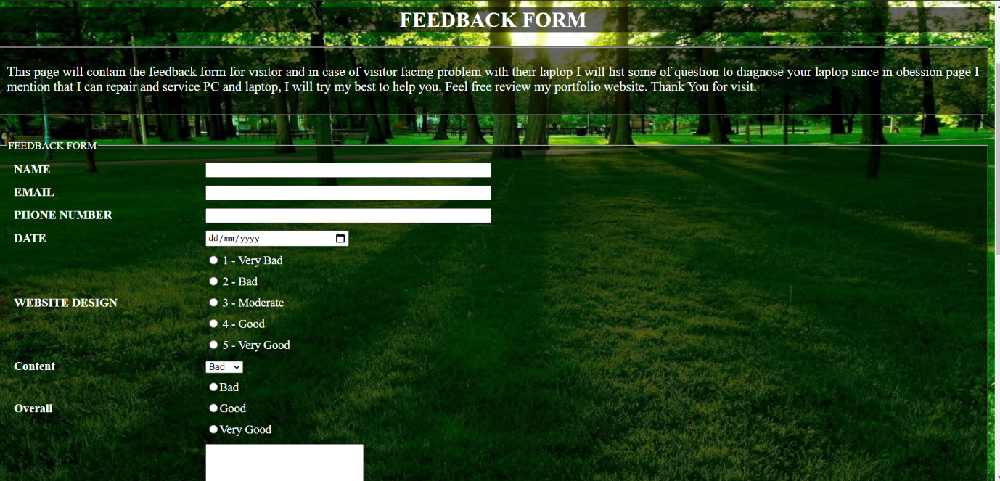 FEEDBACK FORM
This page will contain the feedback form for visitor and in case of visitor facing problem with their laptop I will list some of question to diagnose your laptop since in obession page I
mention that I can repair and service PC and laptop, I will try my best to help you. Feel free review my portfolio website. Thank You for visit.
FEEDBACK FORM
NAME
EMAIL
PHONE NUMBER
DATE dd/mm/yyyy
1 - Very Bad
2 - Bad
WEBSITE DESIGN 3 - Moderate
4 - Good
5 - Very Good
Content Bad
Bad
Overall Good
Very Good